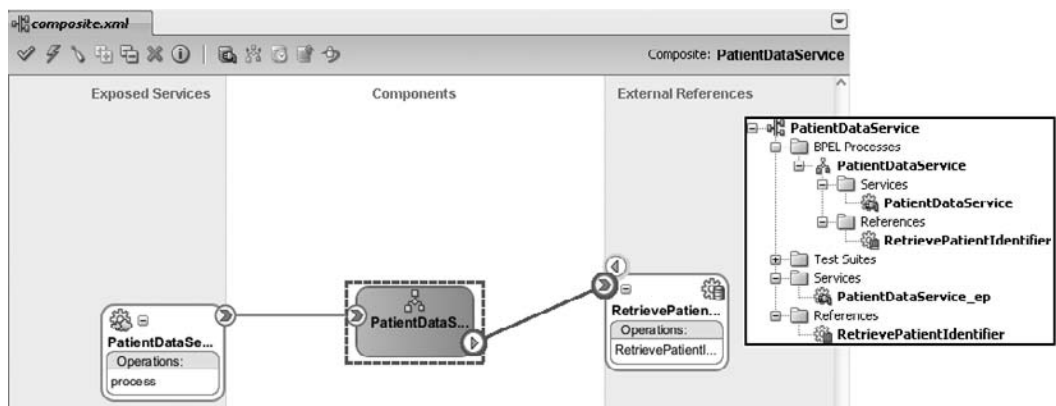 composite.xml
Composite: PatientDataService
Exposed Services
Components
External References
PatientDataSe...
Operations:
process
PatientDataS...
RetrievePatien...
Operations:
RetrievePatientI...
PatientDataService
BPEL Processes
PatientDataService
Services
PatientDataService
References
RetrievePatientIdentifier
Test Suites
Services
PatientDataService_ep
References
RetrievePatientIdentifier